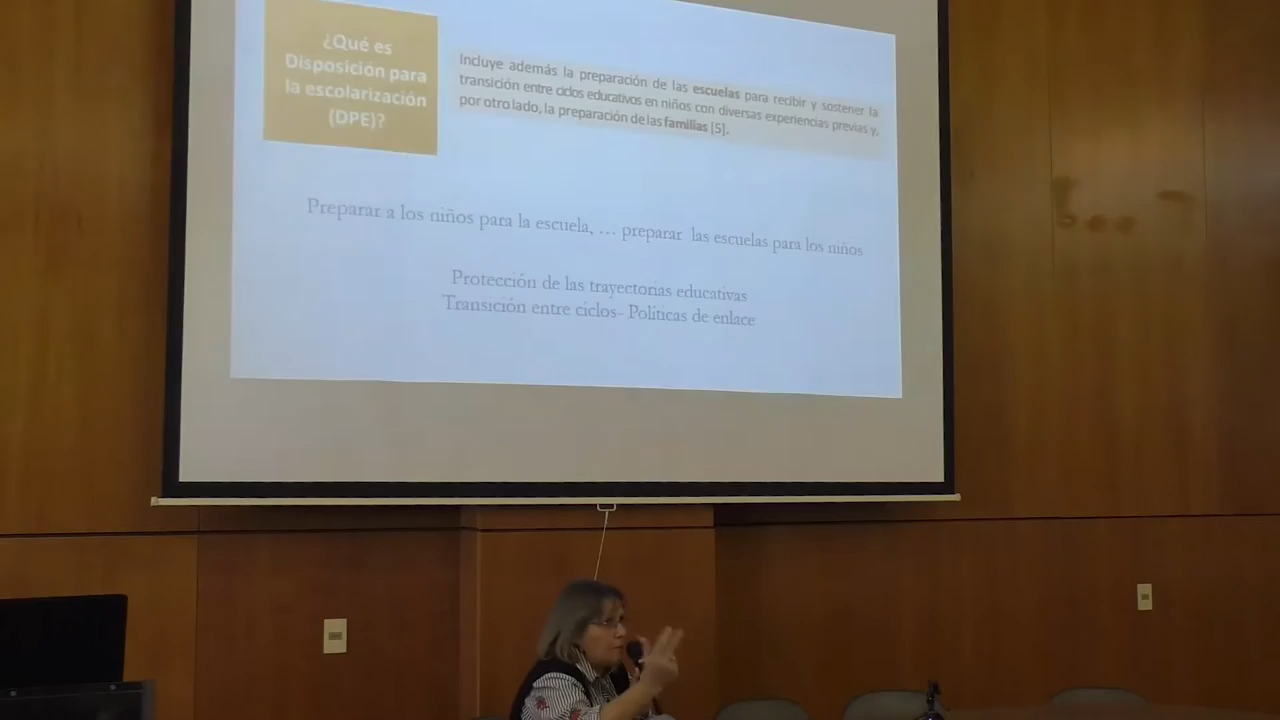 ¿Qué es
Disposición para
la escolarización
(DPE)?
Incluye además la preparación de las escuelas para recibir y sostener la
transición entre ciclos educativos en niños con diversas experiencias previas y,
por otro lado, la preparación de las familias [5].
Preparar a los niños para la escuela, … preparar las escuelas para los niños
Protección de las trayectorias educativas
Transición entre ciclos- Políticas de enlace